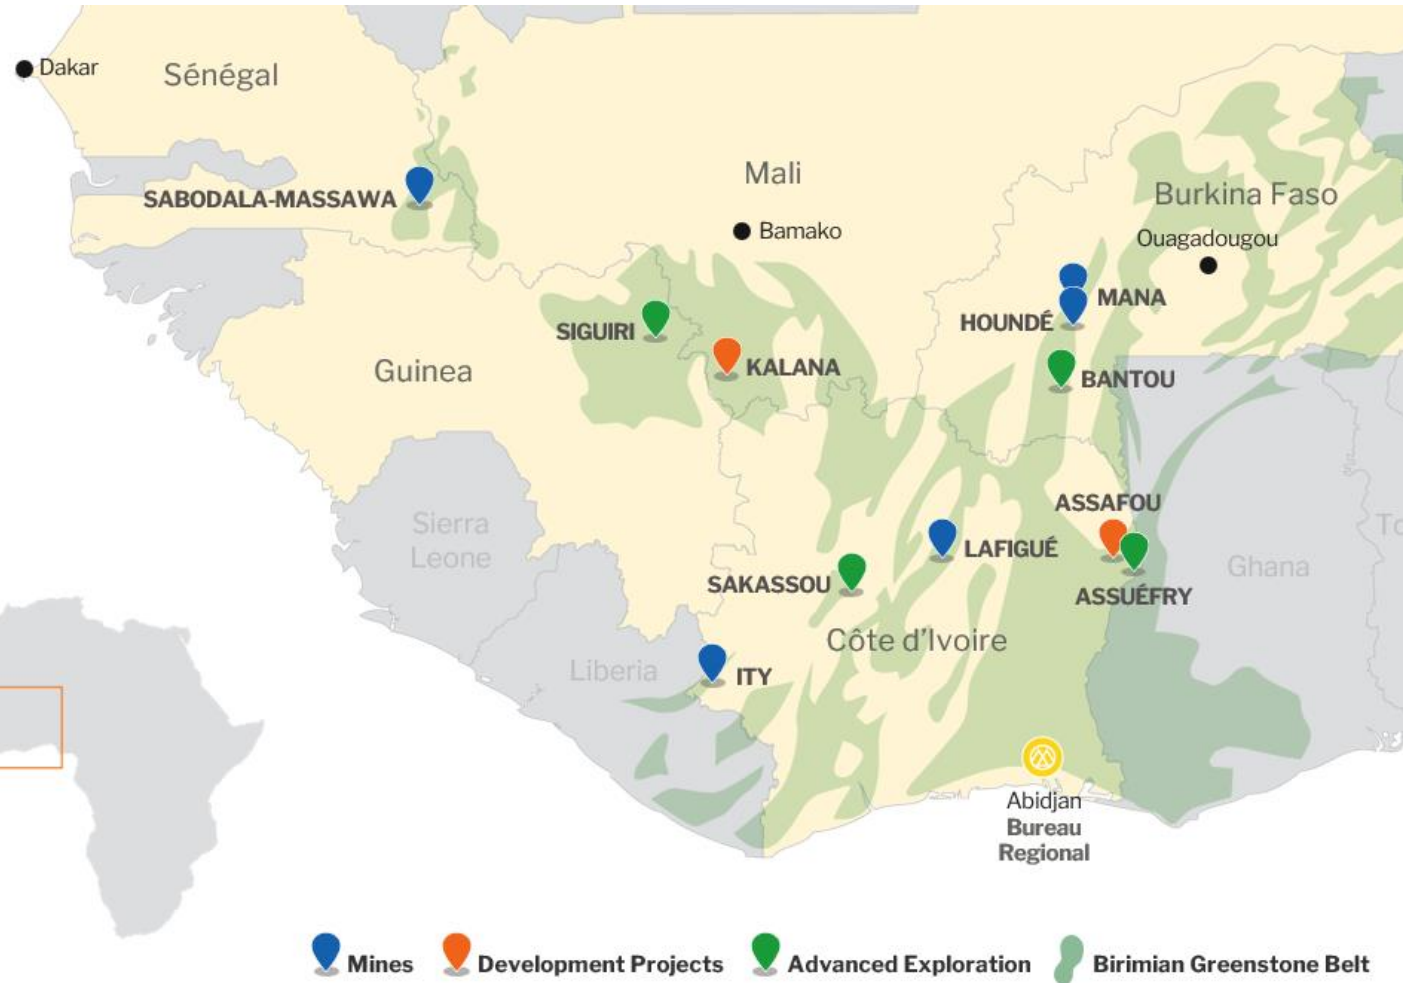 Dakar
Sénégal
Mali
SABODALA-MASSAWA
Burkina Faso
Bamako
Ouagadougou
MANA
HOUNDÉ
SIGUIRI
KALANA
Guinea
BANTOU
ASSAFOU
Sierra
Leone
LAFIGUÉ
To
Ghana
SAKASSOU
ASSUÉFRY
Côte d'Ivoire
Liberia
ITY
Abidjan
Bureau
Regional
Mines
Development Projects
Advanced Exploration
Birimian Greenstone Belt